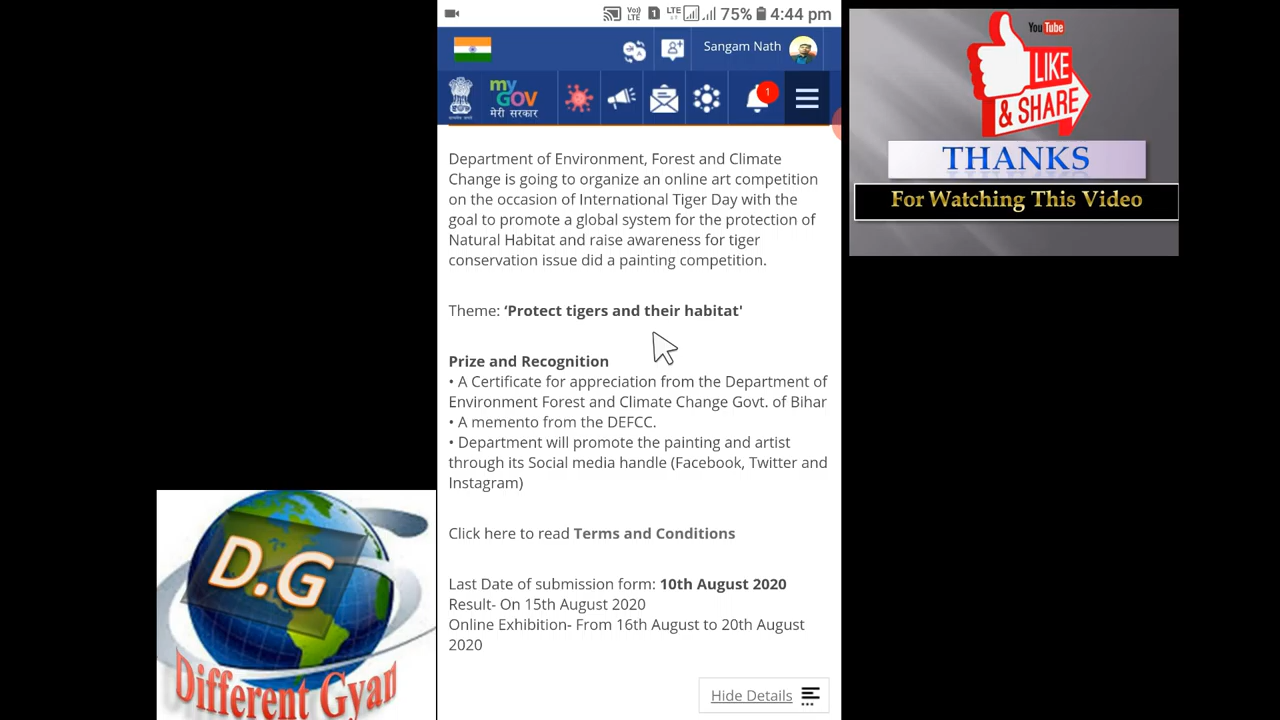 Vo)) LTE 1 LTE 75% 4:44 pm
Sangam Nath
my GOV मेरी सरकार
1
Department of Environment, Forest and Climate
Change is going to organize an online art competition
on the occasion of International Tiger Day with the
goal to promote a global system for the protection of
Natural Habitat and raise awareness for tiger
conservation issue did a painting competition.
Theme: ‘Protect tigers and their habitat'
Prize and Recognition
• A Certificate for appreciation from the Department of
Environment Forest and Climate Change Govt. of Bihar
• A memento from the DEFCC.
• Department will promote the painting and artist
through its Social media handle (Facebook, Twitter and
Instagram)
Click here to read Terms and Conditions
Last Date of submission form: 10th August 2020
Result- On 15th August 2020
Online Exhibition- From 16th August to 20th August
2020
Hide Details
You Tube
LIKE
& SHARE
THANKS
For Watching This Video
D.G
Different Gyan